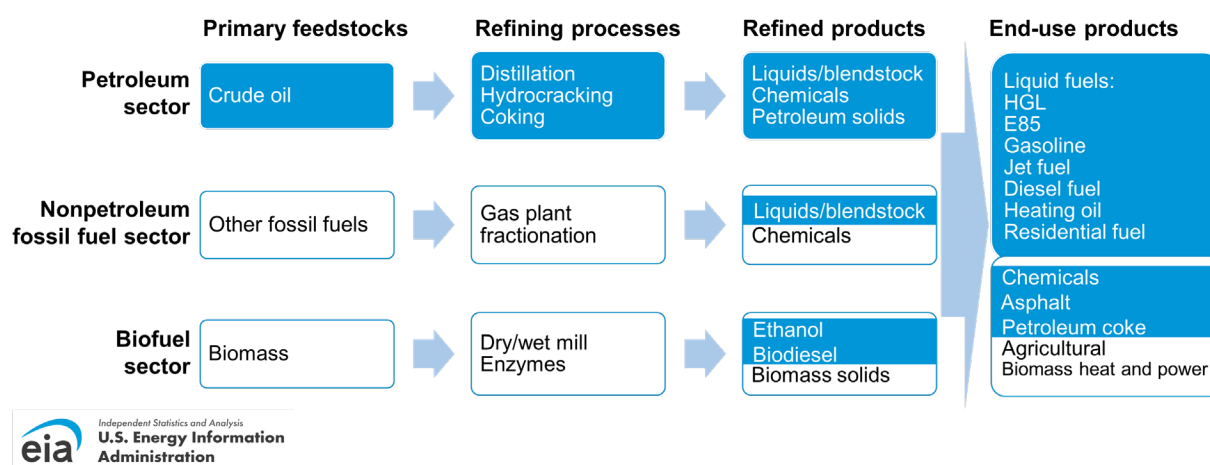 Primary feedstocks
Refining processes
Refined products
End-use products
Petroleum
sector
Crude oil
Distillation
Hydrocracking
Coking
Liquids/blendstock
Chemicals
Petroleum solids
Nonpetroleum
fossil fuel sector
Other fossil fuels
Gas plant
fractionation
Liquids/blendstock
Chemicals
Biofuel
sector
Biomass
Dry/wet mill
Enzymes
Ethanol
Biodiesel
Biomass solids
Liquid fuels:
HGL
E85
Gasoline
Jet fuel
Diesel fuel
Heating oil
Residential fuel
Chemicals
Asphalt
Petroleum coke
Agricultural
Biomass heat and power
eia
Independent Statistics and Analysis
U.S. Energy Information
Administration